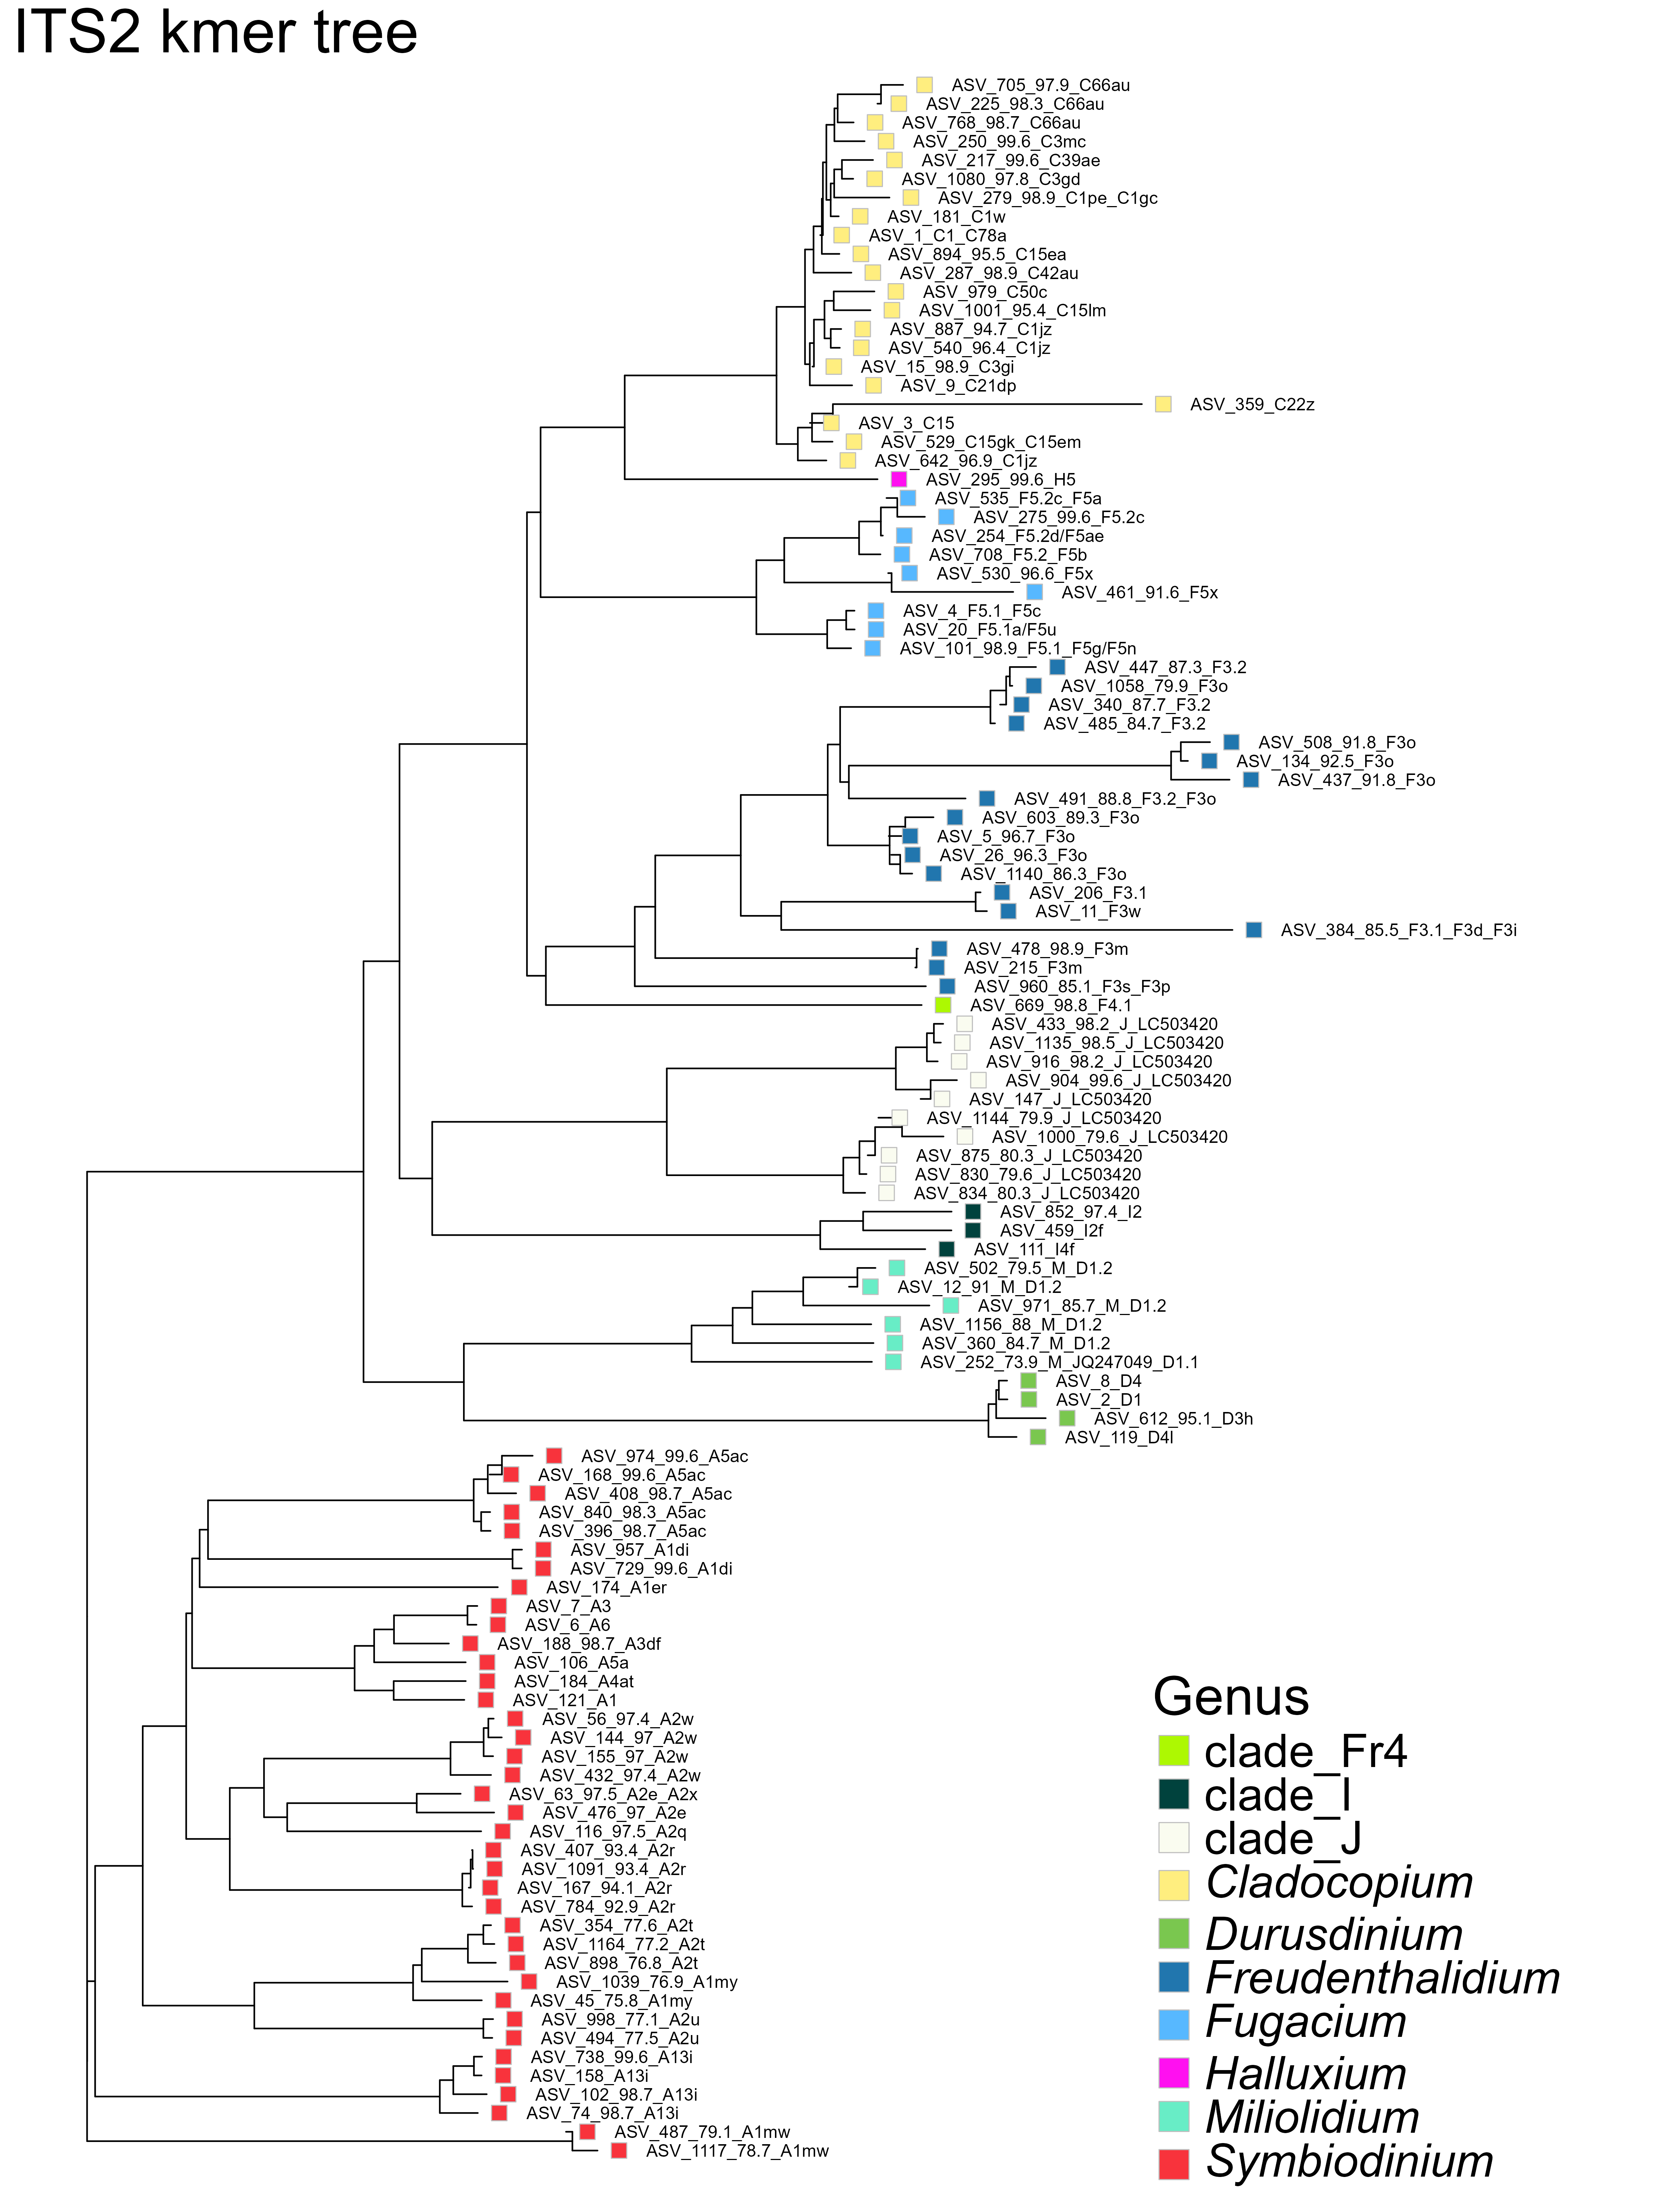 ITS2 kmer tree
ASV_705_97.9_C66au
ASV_225_98.3_C66au
ASV_768_98.7_C66au
ASV_250_99.6_C3mc
ASV_217_99.6_C39ae
ASV_1080_97.8_C3gd
ASV_279_98.9_C1pe_C1gc
ASV_181_C1w
ASV_1_C1_C78a
ASV_894_95.5_C15ea
ASV_287_98.9_C42au
ASV_979_C50c
ASV_1001_95.4_C15lm
ASV_887_94.7_C1jz
ASV_540_96.4_C1jz
ASV_15_98.9_C3gi
ASV_9_C21dp
ASV_359_C22z
ASV_3_C15
ASV_529_C15gk_C15em
ASV_642_96.9_C1jz
ASV_295_99.6_H5
ASV_535_F5.2c_F5a
ASV_275_99.6_F5.2c
ASV_254_F5.2d/F5ae
ASV_708_F5.2_F5b
ASV_530_96.6_F5x
ASV_461_91.6_F5x
ASV_4_F5.1_F5c
ASV_20_F5.1a/F5u
ASV_101_98.9_F5.1_F5g/F5n
ASV_447_87.3_F3.2
ASV_1058_79.9_F3o
ASV_340_87.7_F3.2
ASV_485_84.7_F3.2
ASV_508_91.8_F3o
ASV_134_92.5_F3o
ASV_437_91.8_F3o
ASV_491_88.8_F3.2_F3o
ASV_603_89.3_F3o
ASV_5_96.7_F3o
ASV_26_96.3_F3o
ASV_1140_86.3_F3o
ASV_206_F3.1
ASV_11_F3w
ASV_384_85.5_F3.1_F3d_F3i
ASV_478_98.9_F3m
ASV_215_F3m
ASV_960_85.1_F3s_F3p
ASV_669_98.8_F4.1
ASV_433_98.2_J_LC503420
ASV_1135_98.5_J_LC503420
ASV_916_98.2_J_LC503420
ASV_904_99.6_J_LC503420
ASV_147_J_LC503420
ASV_1144_79.9_J_LC503420
ASV_1000_79.6_J_LC503420
ASV_875_80.3_J_LC503420
ASV_830_79.6_J_LC503420
ASV_834_80.3_J_LC503420
ASV_852_97.4_I2
ASV_459_I2f
ASV_111_I4f
ASV_502_79.5_M_D1.2
ASV_12_91_M_D1.2
ASV_971_85.7_M_D1.2
ASV_1156_88_M_D1.2
ASV_360_84.7_M_D1.2
ASV_252_73.9_M_JQ247049_D1.1
ASV_8_D4
ASV_2_D1
ASV_612_95.1_D3h
ASV_119_D4l
ASV_974_99.6_A5ac
ASV_168_99.6_A5ac
ASV_408_98.7_A5ac
ASV_840_98.3_A5ac
ASV_396_98.7_A5ac
ASV_957_A1di
ASV_729_99.6_A1di
ASV_174_A1er
ASV_7_A3
ASV_6_A6
ASV_188_98.7_A3df
ASV_106_A5a
ASV_184_A4at
ASV_121_A1
ASV_56_97.4_A2w
ASV_144_97_A2w
ASV_155_97_A2w
ASV_432_97.4_A2w
ASV_63_97.5_A2e_A2x
ASV_476_97_A2e
ASV_116_97.5_A2q
ASV_407_93.4_A2r
ASV_1091_93.4_A2r
ASV_167_94.1_A2r
ASV_784_92.9_A2r
ASV_354_77.6_A2t
ASV_1164_77.2_A2t
ASV_898_76.8_A2t
ASV_1039_76.9_A1my
ASV_45_75.8_A1my
ASV_998_77.1_A2u
ASV_494_77.5_A2u
ASV_738_99.6_A13i
ASV_158_A13i
ASV_102_98.7_A13i
ASV_74_98.7_A13i
ASV_487_79.1_A1mw
ASV_1117_78.7_A1mw
Genus
clade_Fr4
clade_I
clade_J
Cladocopium
Durusdinium
Freudenthalidium
Fugacium
Halluxium
Miliolidium
Symbiodinium